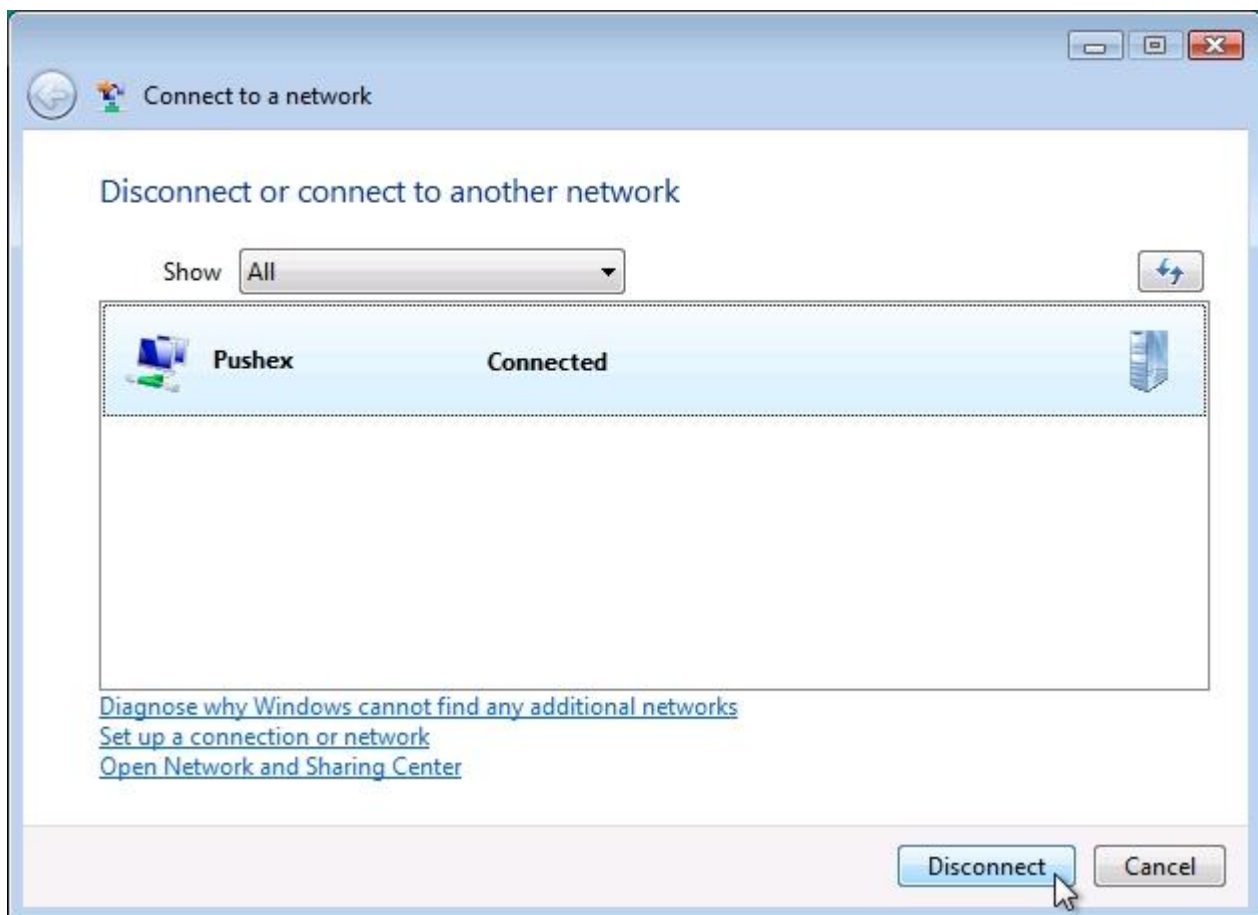 Connect to a network
Disconnect or connect to another network
Show All
Pushex Connected
Diagnose why Windows cannot find any additional networks
Set up a connection or network
Open Network and Sharing Center
Disconnect Cancel